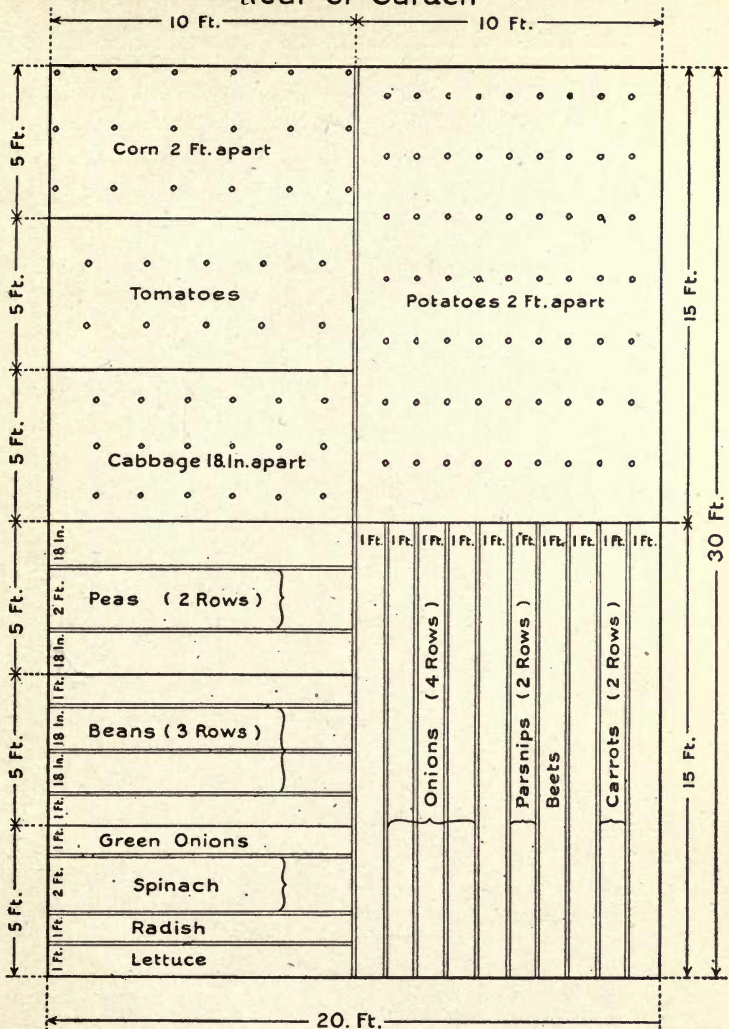 Rear of Garden
10 Ft. 10 Ft.
5 Ft.
Corn 2 Ft. apart
5 Ft.
Tomatoes
5 Ft.
Cabbage 18 In. apart
Potatoes 2 Ft. apart
15 Ft.
30 Ft.
5 Ft.
18 In.
2 Ft. Peas (2 Rows)
18 In.
5 Ft.
1 Ft.
18 In. Beans (3 Rows)
18 In.
1 Ft.
5 Ft.
1 Ft. Green Onions
2 Ft. Spinach
1 Ft. Radish
1 Ft. Lettuce
1 Ft. 1 Ft. 1 Ft. 1 Ft. 1 Ft. 1 Ft. 1 Ft. 1 Ft. 1 Ft. 1 Ft.
Onions (4 Rows)
Parsnips (2 Rows)
Beets
Carrots (2 Rows)
15 Ft.
20. Ft.